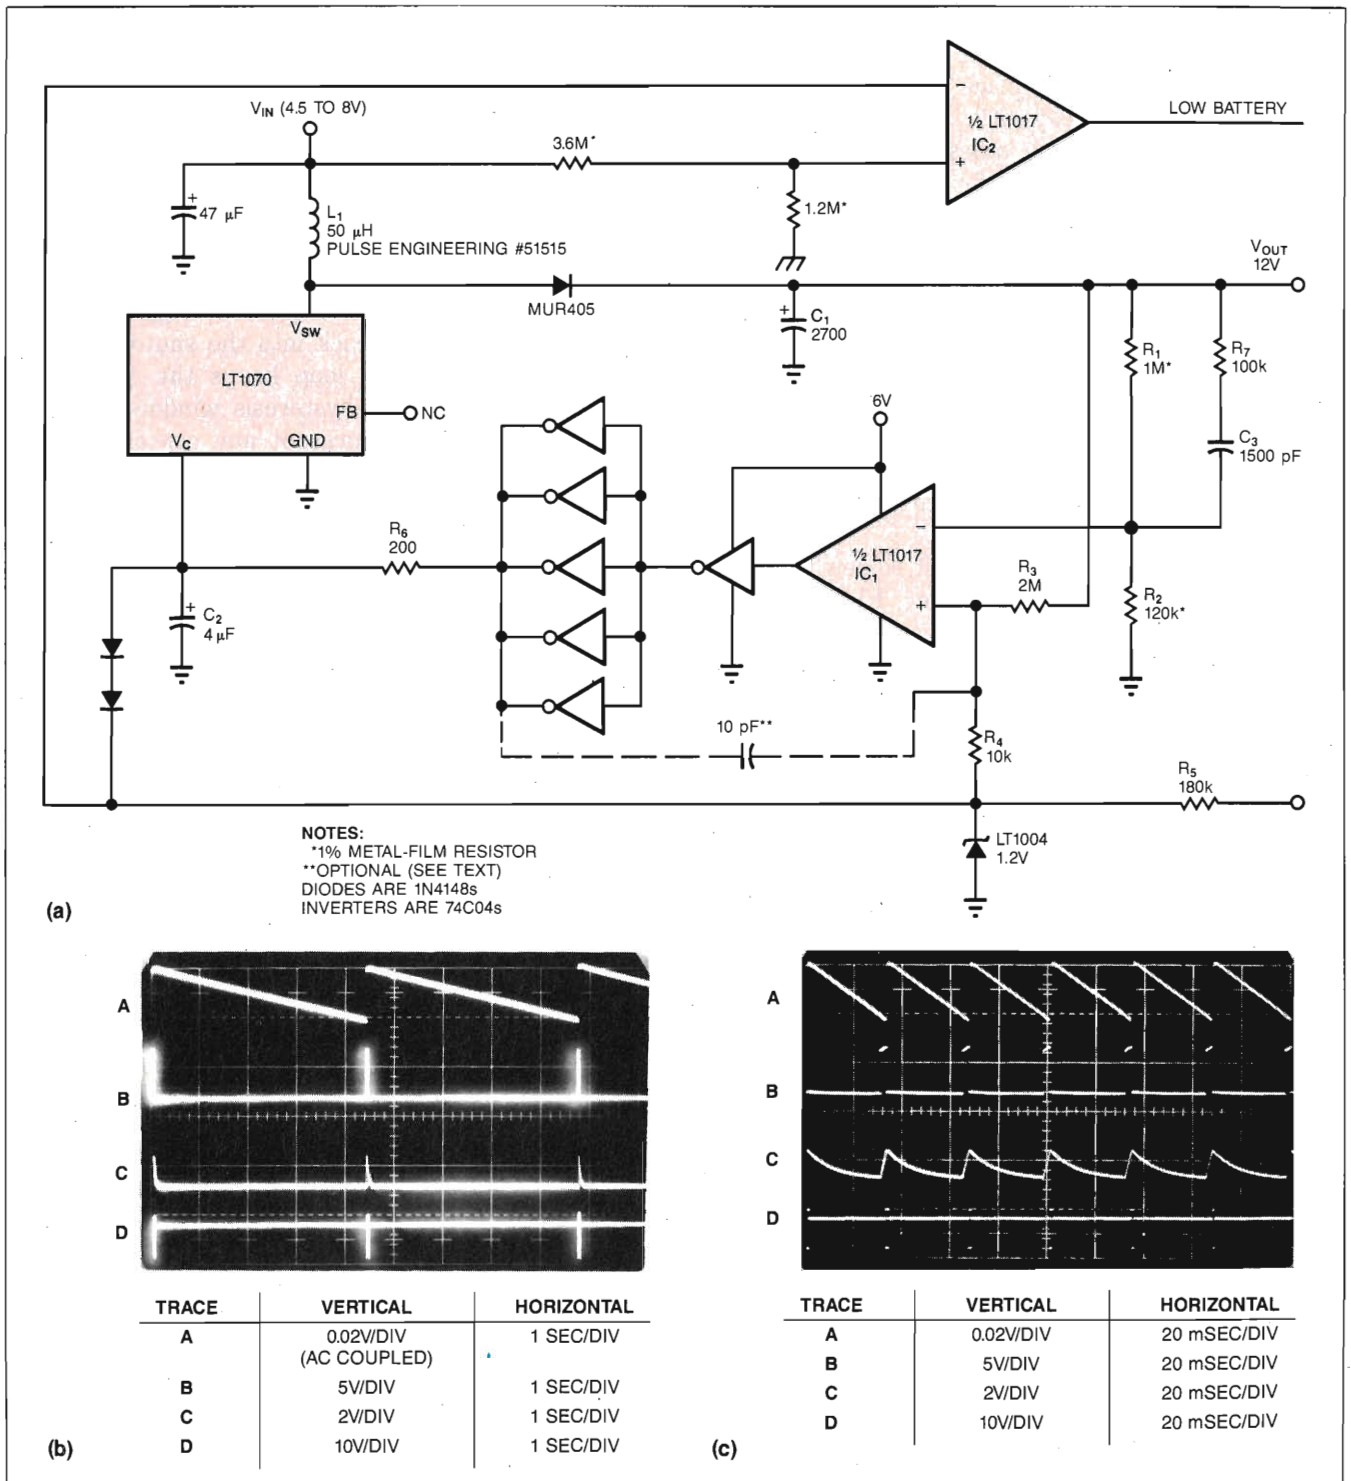 V_IN (4.5 TO 8V)
47 µF
+
L₁
50 µH
PULSE ENGINEERING #51515
3.6M*
1.2M*
−
½ LT1017
IC₂
+
LOW BATTERY
V_OUT
12V
MUR405
+
C₁
2700
V_SW
LT1070
FB
NC
V_C
GND
R₁
1M*
R₇
100k
C₃
1500 pF
6V
−
½ LT1017
IC₁
+
R₃
2M
R₂
120k*
R₆
200
+
C₂
4 µF
10 pF**
R₄
10k
R₅
180k
LT1004
1.2V
NOTES:
*1% METAL-FILM RESISTOR
**OPTIONAL (SEE TEXT)
DIODES ARE 1N4148s
INVERTERS ARE 74C04s
(a)
A
B
C
D
TRACE VERTICAL HORIZONTAL
A 0.02V/DIV 1 SEC/DIV
(AC COUPLED)
B 5V/DIV 1 SEC/DIV
C 2V/DIV 1 SEC/DIV
D 10V/DIV 1 SEC/DIV
(b)
A
B
C
D
TRACE VERTICAL HORIZONTAL
A 0.02V/DIV 20 mSEC/DIV
B 5V/DIV 20 mSEC/DIV
C 2V/DIV 20 mSEC/DIV
D 10V/DIV 20 mSEC/DIV
(c)